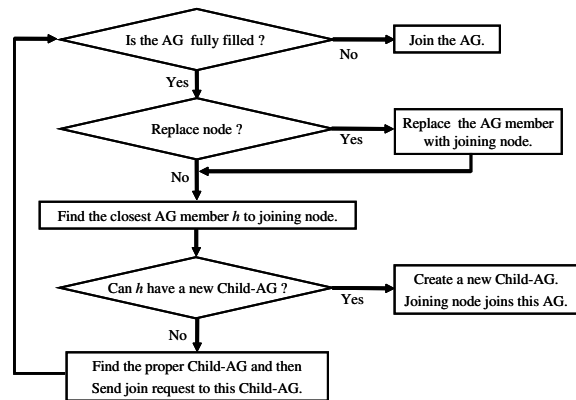 Is the AG fully filled ?
No
Join the AG.
Yes
Replace node ?
Yes
Replace the AG member
with joining node.
No
Find the closest AG member h to joining node.
Can h have a new Child-AG ?
Yes
Create a new Child-AG.
Joining node joins this AG.
No
Find the proper Child-AG and then
Send join request to this Child-AG.